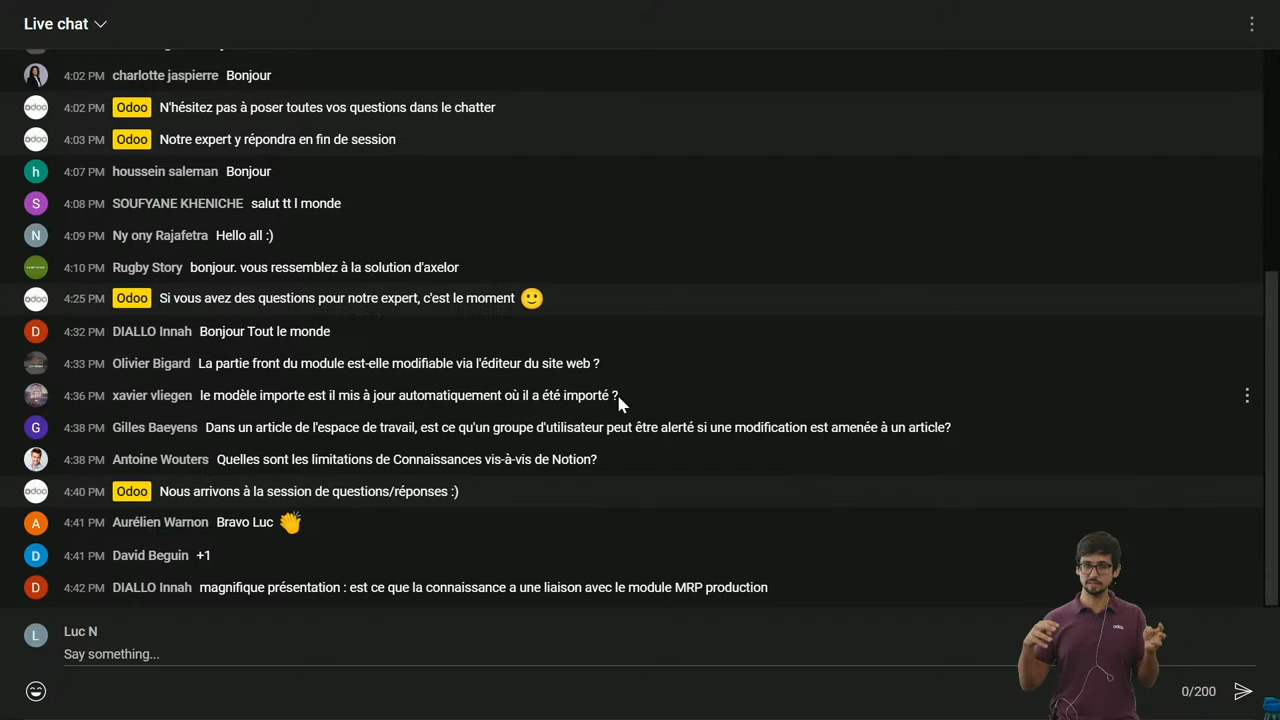 Live chat
4:02 PM charlotte jaspierre Bonjour
odoo 4:02 PM Odoo N'hésitez pas à poser toutes vos questions dans le chatter
odoo 4:03 PM Odoo Notre expert y répondra en fin de session
h 4:07 PM houssein saleman Bonjour
S 4:08 PM SOUFYANE KHENICHE salut tt l monde
N 4:09 PM Ny ony Rajafetra Hello all :)
4:10 PM Rugby Story bonjour. vous ressemblez à la solution d'axelor
odoo 4:25 PM Odoo Si vous avez des questions pour notre expert, c'est le moment 🙂
D 4:32 PM DIALLO Innah Bonjour Tout le monde
4:33 PM Olivier Bigard La partie front du module est-elle modifiable via l'éditeur du site web ?
4:36 PM xavier vliegen le modèle importe est il mis à jour automatiquement où il a été importé ?
G 4:38 PM Gilles Baeyens Dans un article de l'espace de travail, est ce qu'un groupe d'utilisateur peut être alerté si une modification est amenée à un article?
4:38 PM Antoine Wouters Quelles sont les limitations de Connaissances vis-à-vis de Notion?
odoo 4:40 PM Odoo Nous arrivons à la session de questions/réponses :)
A 4:41 PM Aurélien Warnon Bravo Luc 👏
D 4:41 PM David Beguin +1
D 4:42 PM DIALLO Innah magnifique présentation : est ce que la connaissance a une liaison avec le module MRP production
odoo
L Luc N
Say something...
0/200